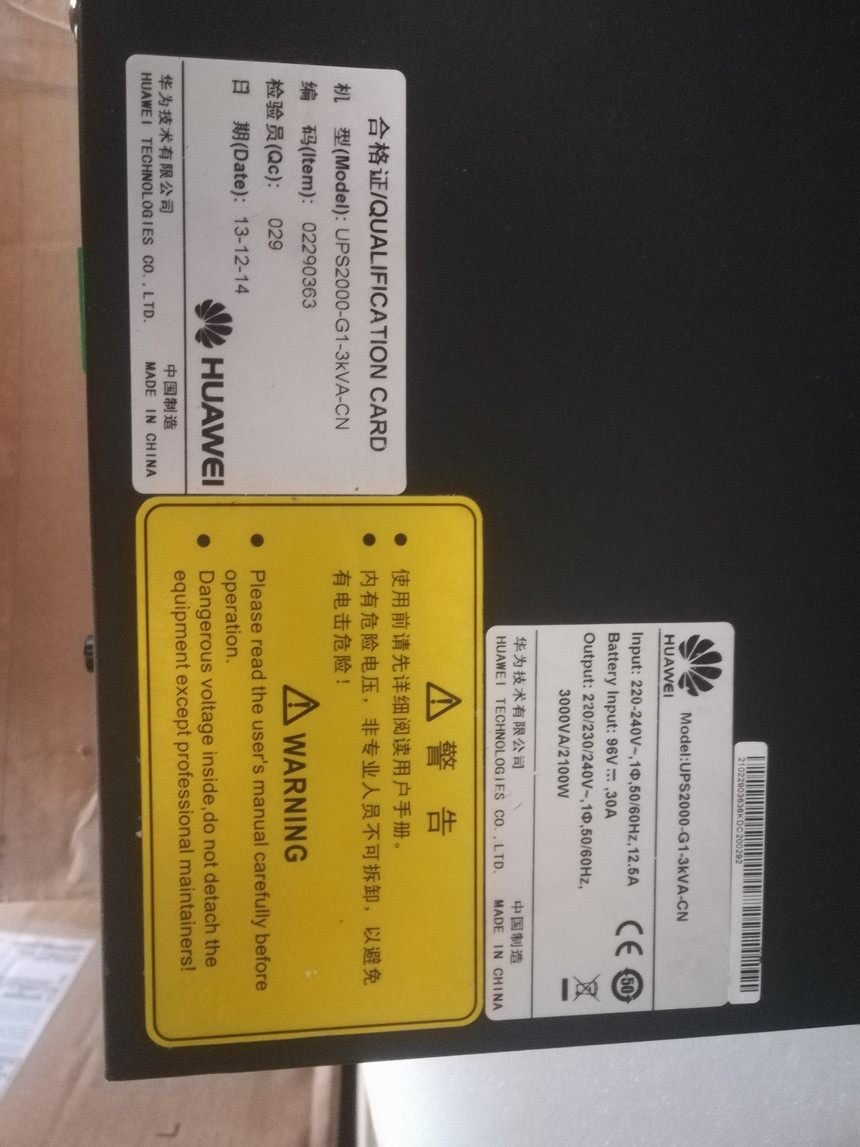 合格证/QUALIFICATION CARD
机 型(Model): UPS2000-G1-3kVA-CN
编 码(Item): 02290363
检验员(Qc): 029
日 期(Date): 13-12-14
HUAWEI
华为技术有限公司 中国制造
HUAWEI TECHNOLOGIES CO.,LTD. MADE IN CHINA
21022903636KDC200292
HUAWEI
Model:UPS2000-G1-3kVA-CN
Input: 220-240V~,1Φ,50/60Hz,12.5A
Battery Input: 96V⎓,30A
Output: 220/230/240V~,1Φ,50/60Hz,
3000VA/2100W
CE
50
华为技术有限公司 中国制造
HUAWEI TECHNOLOGIES CO.,LTD. MADE IN CHINA
警 告
使用前请先详细阅读用户手册。
内有危险电压，非专业人员不可拆卸，以避免
有电击危险！
WARNING
Please read the user's manual carefully before
operation.
Dangerous voltage inside,do not detach the
equipment except professional maintainers!